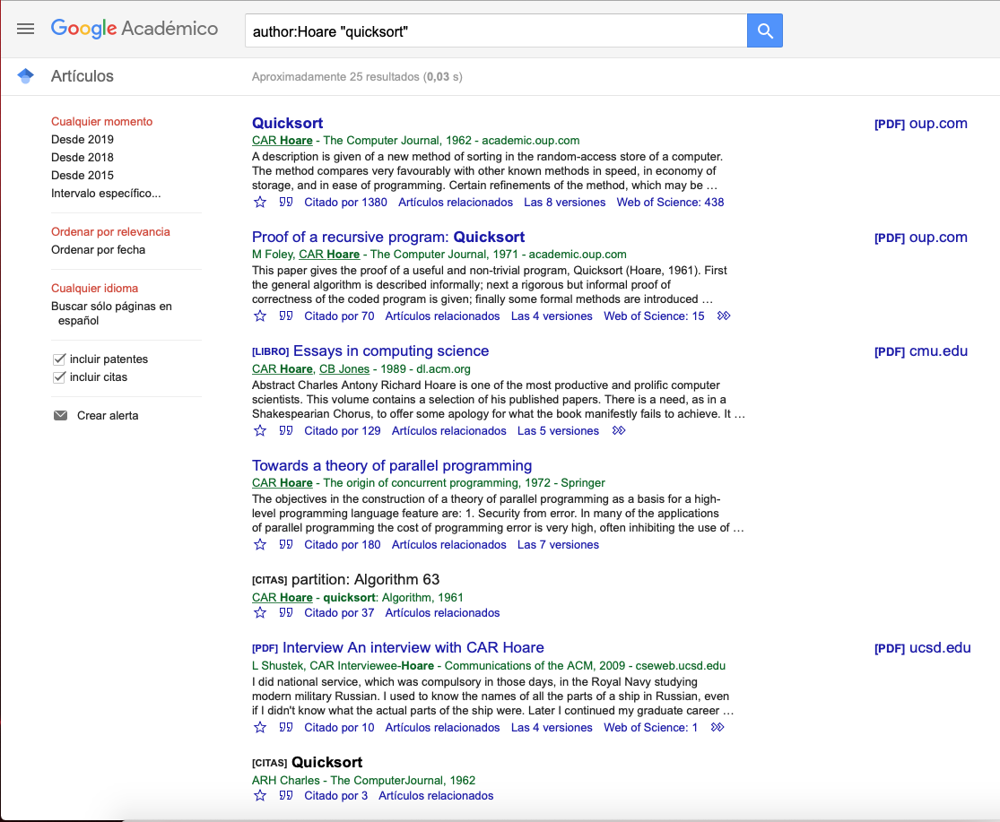 Google Académico
author:Hoare "quicksort"
Artículos
Aproximadamente 25 resultados (0,03 s)
Cualquier momento
Desde 2019
Desde 2018
Desde 2015
Intervalo específico...
Ordenar por relevancia
Ordenar por fecha
Cualquier idioma
Buscar sólo páginas en
español
incluir patentes
incluir citas
Crear alerta
Quicksort
[PDF] oup.com
CAR Hoare - The Computer Journal, 1962 - academic.oup.com
A description is given of a new method of sorting in the random-access store of a computer.
The method compares very favourably with other known methods in speed, in economy of
storage, and in ease of programming. Certain refinements of the method, which may be …
Citado por 1380 Artículos relacionados Las 8 versiones Web of Science: 438
Proof of a recursive program: Quicksort
[PDF] oup.com
M Foley, CAR Hoare - The Computer Journal, 1971 - academic.oup.com
This paper gives the proof of a useful and non-trivial program, Quicksort (Hoare, 1961). First
the general algorithm is described informally; next a rigorous but informal proof of
correctness of the coded program is given; finally some formal methods are introduced …
Citado por 70 Artículos relacionados Las 4 versiones Web of Science: 15
[LIBRO] Essays in computing science
[PDF] cmu.edu
CAR Hoare, CB Jones - 1989 - dl.acm.org
Abstract Charles Antony Richard Hoare is one of the most productive and prolific computer
scientists. This volume contains a selection of his published papers. There is a need, as in a
Shakespearian Chorus, to offer some apology for what the book manifestly fails to achieve. It …
Citado por 129 Artículos relacionados Las 5 versiones
Towards a theory of parallel programming
CAR Hoare - The origin of concurrent programming, 1972 - Springer
The objectives in the construction of a theory of parallel programming as a basis for a high-
level programming language feature are: 1. Security from error. In many of the applications
of parallel programming the cost of programming error is very high, often inhibiting the use of …
Citado por 180 Artículos relacionados Las 7 versiones
[CITAS] partition: Algorithm 63
CAR Hoare - quicksort: Algorithm, 1961
Citado por 37 Artículos relacionados
[PDF] Interview An interview with CAR Hoare
[PDF] ucsd.edu
L Shustek, CAR Interviewee-Hoare - Communications of the ACM, 2009 - cseweb.ucsd.edu
I did national service, which was compulsory in those days, in the Royal Navy studying
modern military Russian. I used to know the names of all the parts of a ship in Russian, even
if I didn't know what the actual parts of the ship were. Later I continued my graduate career …
Citado por 10 Artículos relacionados Las 4 versiones Web of Science: 1
[CITAS] Quicksort
ARH Charles - The ComputerJournal, 1962
Citado por 3 Artículos relacionados